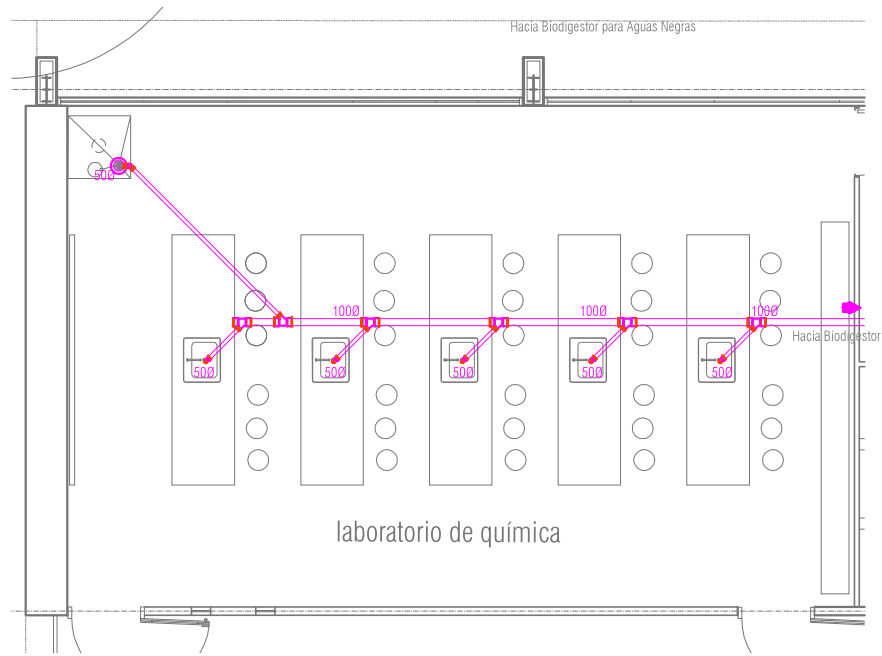 Hacia Biodigestor para Aguas Negras
50Ø
100Ø
100Ø
100Ø
Hacia Biodigestor
50Ø
50Ø
50Ø
50Ø
50Ø
laboratorio de química